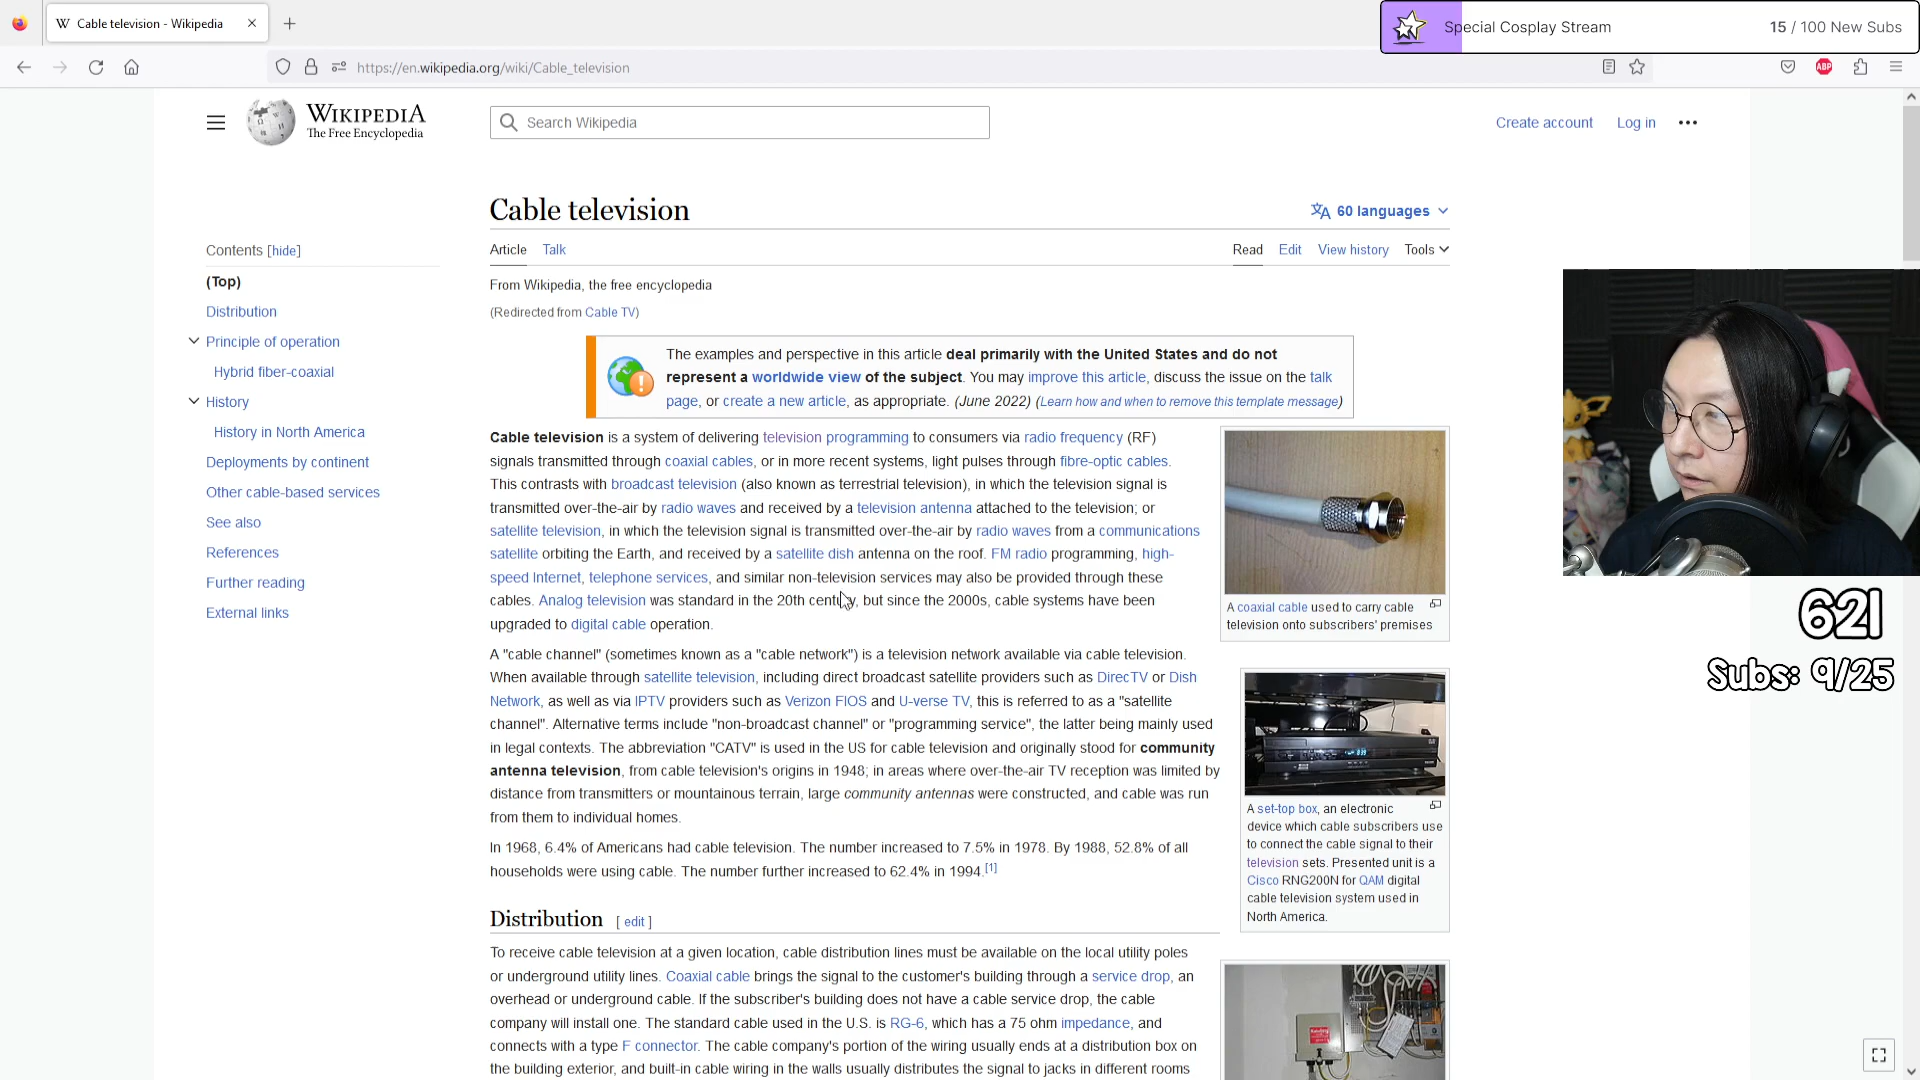 Cable television - Wikipedia
Special Cosplay Stream
15 / 100 New Subs
https://en.wikipedia.org/wiki/Cable_television
ABP
WIKIPEDIA
The Free Encyclopedia
Search Wikipedia
Create account
Log in
Cable television
60 languages
Contents [hide]
(Top)
Distribution
Principle of operation
Hybrid fiber-coaxial
History
History in North America
Deployments by continent
Other cable-based services
See also
References
Further reading
External links
Article
Talk
Read
Edit
View history
Tools
From Wikipedia, the free encyclopedia
(Redirected from Cable TV)
The examples and perspective in this article deal primarily with the United States and do not
represent a worldwide view of the subject. You may improve this article, discuss the issue on the talk
page, or create a new article, as appropriate. (June 2022) (Learn how and when to remove this template message)
Cable television is a system of delivering television programming to consumers via radio frequency (RF)
signals transmitted through coaxial cables, or in more recent systems, light pulses through fibre-optic cables.
This contrasts with broadcast television (also known as terrestrial television), in which the television signal is
transmitted over-the-air by radio waves and received by a television antenna attached to the television; or
satellite television, in which the television signal is transmitted over-the-air by radio waves from a communications
satellite orbiting the Earth, and received by a satellite dish antenna on the roof. FM radio programming, high-
speed Internet, telephone services, and similar non-television services may also be provided through these
cables. Analog television was standard in the 20th century, but since the 2000s, cable systems have been
upgraded to digital cable operation.
A "cable channel" (sometimes known as a "cable network") is a television network available via cable television.
When available through satellite television, including direct broadcast satellite providers such as DirecTV or Dish
Network, as well as via IPTV providers such as Verizon FIOS and U-verse TV, this is referred to as a "satellite
channel". Alternative terms include "non-broadcast channel" or "programming service", the latter being mainly used
in legal contexts. The abbreviation "CATV" is used in the US for cable television and originally stood for community
antenna television, from cable television's origins in 1948; in areas where over-the-air TV reception was limited by
distance from transmitters or mountainous terrain, large community antennas were constructed, and cable was run
from them to individual homes.
In 1968, 6.4% of Americans had cable television. The number increased to 7.5% in 1978. By 1988, 52.8% of all
households were using cable. The number further increased to 62.4% in 1994.[1]
Distribution [ edit ]
To receive cable television at a given location, cable distribution lines must be available on the local utility poles
or underground utility lines. Coaxial cable brings the signal to the customer's building through a service drop, an
overhead or underground cable. If the subscriber's building does not have a cable service drop, the cable
company will install one. The standard cable used in the U.S. is RG-6, which has a 75 ohm impedance, and
connects with a type F connector. The cable company's portion of the wiring usually ends at a distribution box on
the building exterior, and built-in cable wiring in the walls usually distributes the signal to jacks in different rooms
A coaxial cable used to carry cable
television onto subscribers' premises
A set-top box, an electronic
device which cable subscribers use
to connect the cable signal to their
television sets. Presented unit is a
Cisco RNG200N for QAM digital
cable television system used in
North America.
621
Subs: 9/25